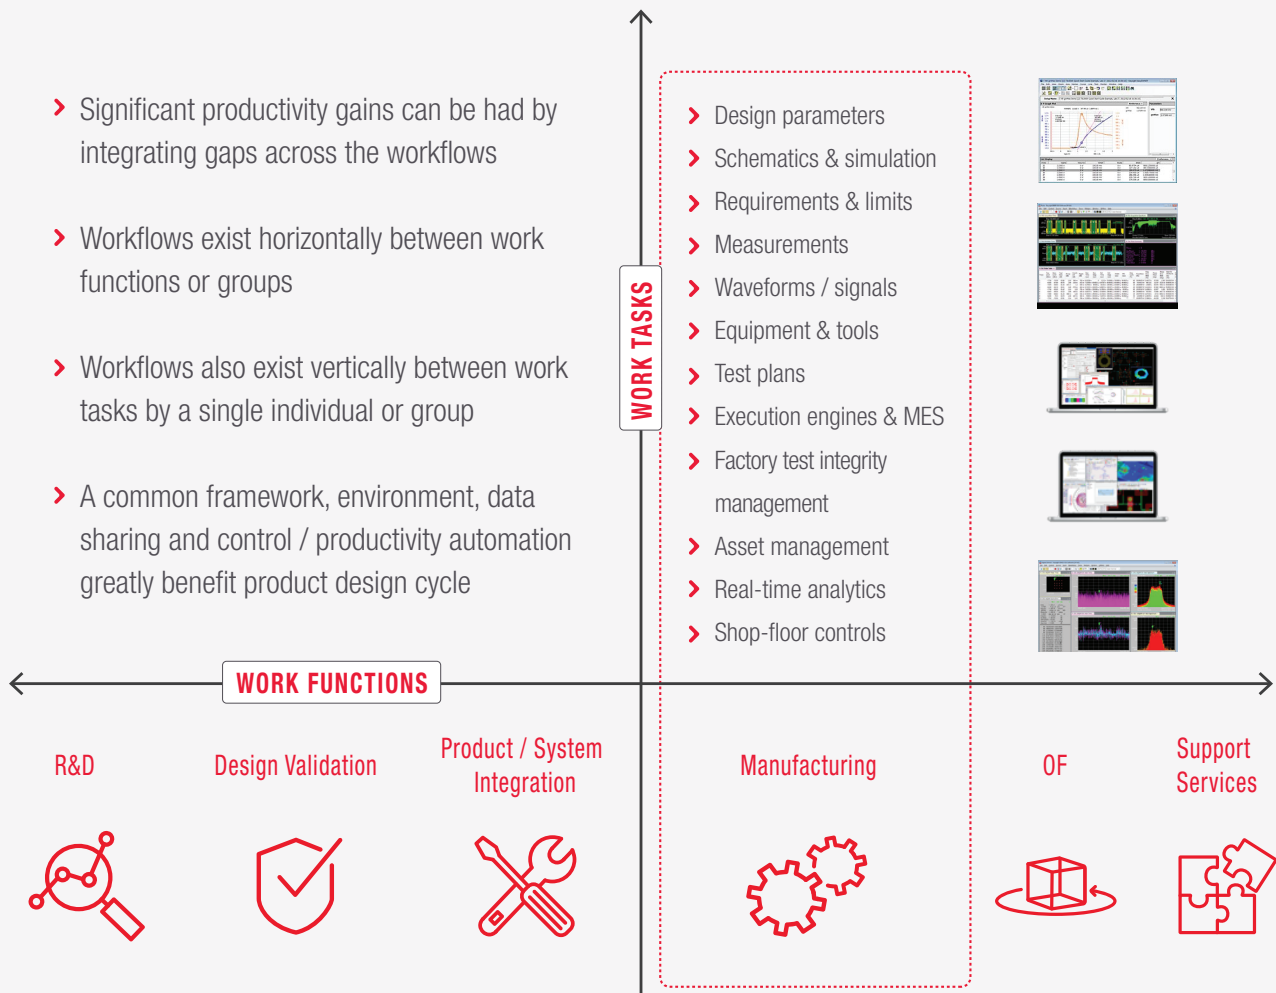 Significant productivity gains can be had by
integrating gaps across the workflows
Workflows exist horizontally between work
functions or groups
Workflows also exist vertically between work
tasks by a single individual or group
A common framework, environment, data
sharing and control / productivity automation
greatly benefit product design cycle
WORK TASKS
Design parameters
Schematics & simulation
Requirements & limits
Measurements
Waveforms / signals
Equipment & tools
Test plans
Execution engines & MES
Factory test integrity
management
Asset management
Real-time analytics
Shop-floor controls
WORK FUNCTIONS
R&D
Design Validation
Product / System
Integration
Manufacturing
OF
Support
Services